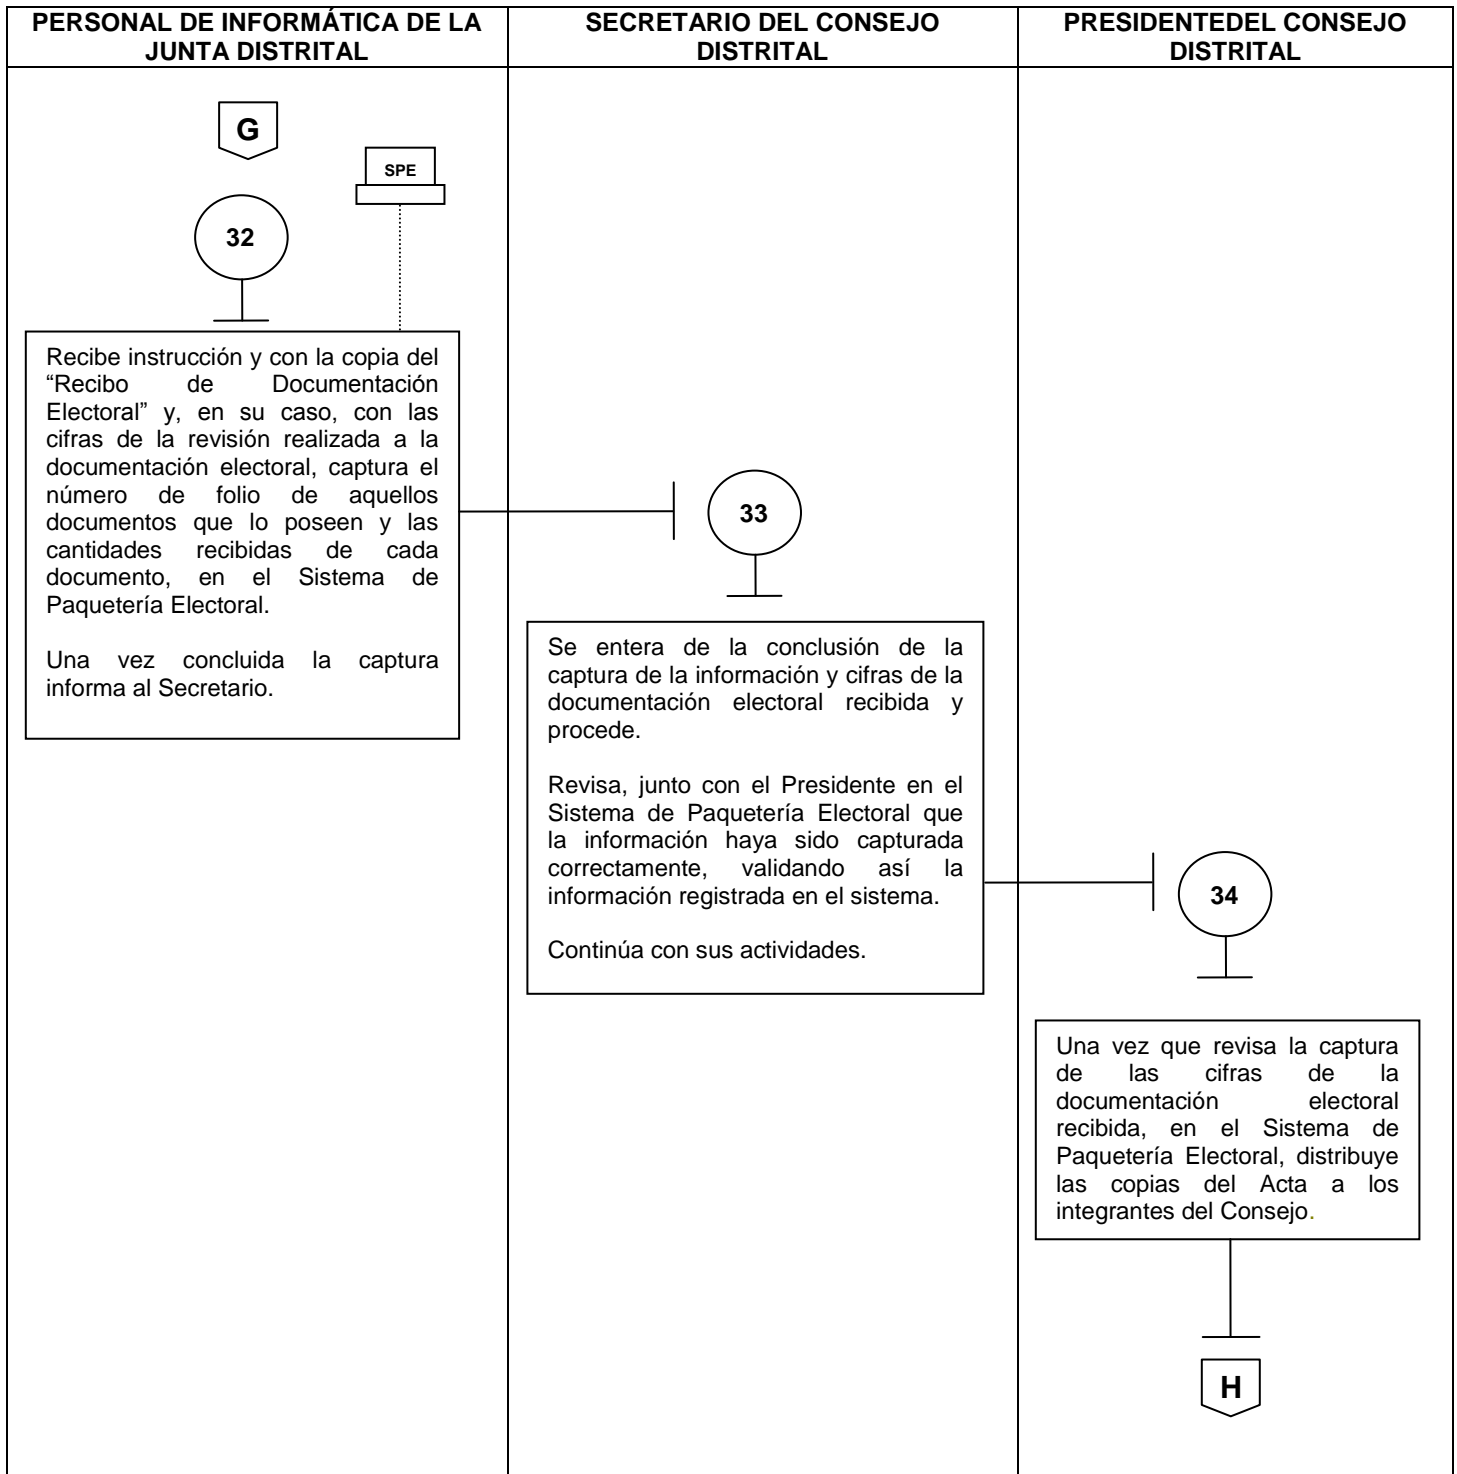 PERSONAL DE INFORMÁTICA DE LA
JUNTA DISTRITAL
SECRETARIO DEL CONSEJO
DISTRITAL
PRESIDENTEDEL CONSEJO
DISTRITAL
G
SPE
32
Recibe instrucción y con la copia del
“Recibo de Documentación
Electoral” y, en su caso, con las
cifras de la revisión realizada a la
documentación electoral, captura el
número de folio de aquellos
documentos que lo poseen y las
cantidades recibidas de cada
documento, en el Sistema de
Paquetería Electoral.
Una vez concluida la captura
informa al Secretario.
33
Se entera de la conclusión de la
captura de la información y cifras de la
documentación electoral recibida y
procede.
Revisa, junto con el Presidente en el
Sistema de Paquetería Electoral que
la información haya sido capturada
correctamente, validando así la
información registrada en el sistema.
Continúa con sus actividades.
34
Una vez que revisa la captura
de las cifras de la
documentación electoral
recibida, en el Sistema de
Paquetería Electoral, distribuye
las copias del Acta a los
integrantes del Consejo.
H